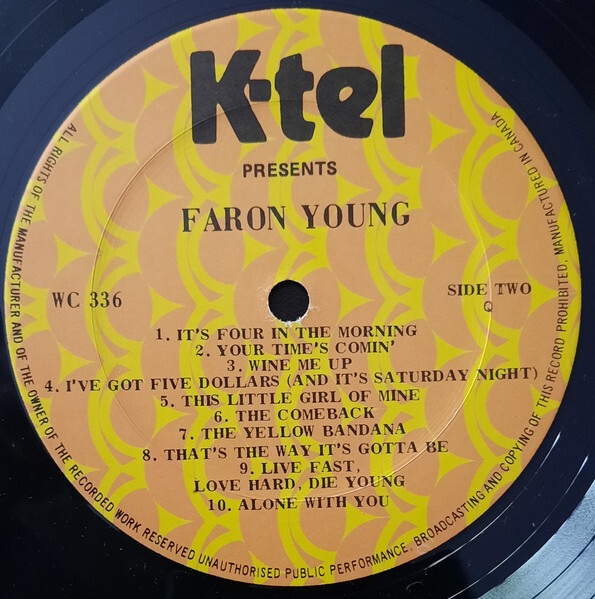 K-tel
PRESENTS
FARON YOUNG
WC 336
SIDE TWO
Q
1. IT'S FOUR IN THE MORNING
2. YOUR TIME'S COMIN'
3. WINE ME UP
4. I'VE GOT FIVE DOLLARS (AND IT'S SATURDAY NIGHT)
5. THIS LITTLE GIRL OF MINE
6. THE COMEBACK
7. THE YELLOW BANDANA
8. THAT'S THE WAY IT'S GOTTA BE
9. LIVE FAST,
LOVE HARD, DIE YOUNG
10. ALONE WITH YOU
ALL RIGHTS OF THE MANUFACTURER AND OF THE OWNER OF THE RECORDED WORK RESERVED UNAUTHORISED PUBLIC PERFORMANCE, BROADCASTING AND COPYING OF THIS RECORD PROHIBITED, MANUFACTURED IN CANADA